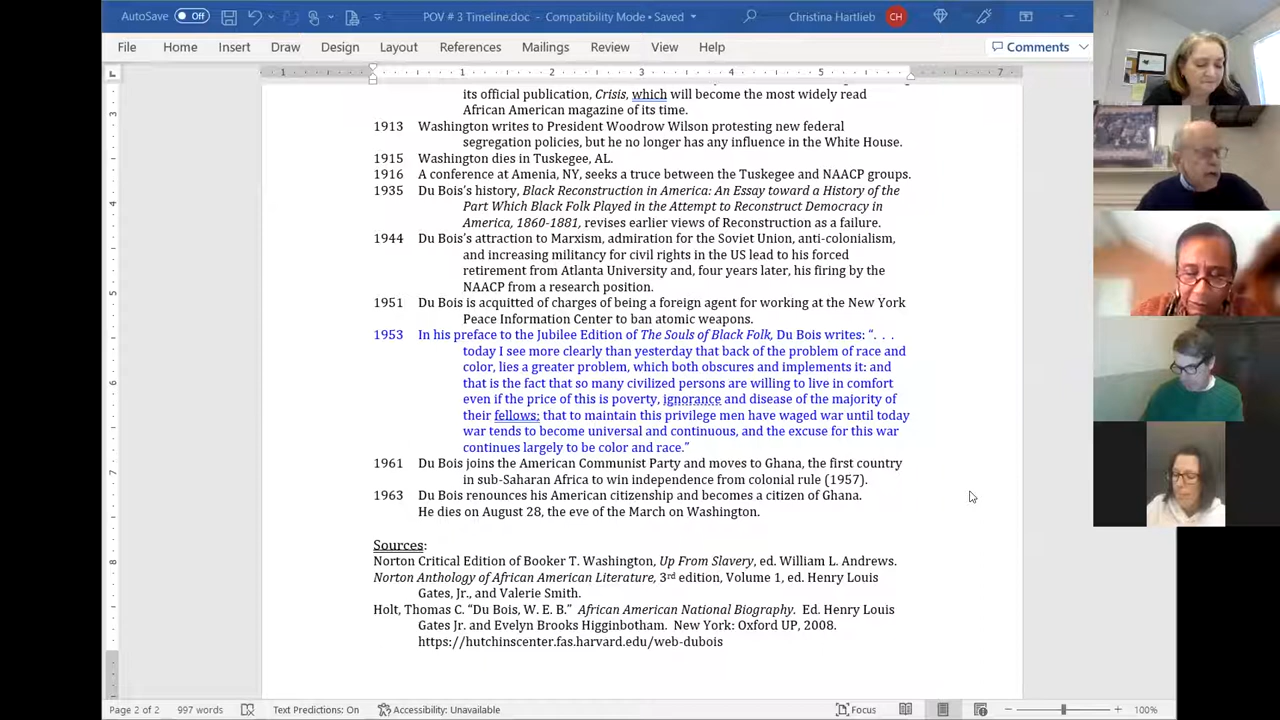 AutoSave Off POV # 3 Timeline.doc - Compatibility Mode • Saved Christina Hartlieb CH
File Home Insert Draw Design Layout References Mailings Review View Help Comments
1 1 2 3 4 5 7
its official publication, Crisis, which will become the most widely read
African American magazine of its time.
1913 Washington writes to President Woodrow Wilson protesting new federal
segregation policies, but he no longer has any influence in the White House.
1915 Washington dies in Tuskegee, AL.
1916 A conference at Amenia, NY, seeks a truce between the Tuskegee and NAACP groups.
1935 Du Bois's history, Black Reconstruction in America: An Essay toward a History of the
Part Which Black Folk Played in the Attempt to Reconstruct Democracy in
America, 1860-1881, revises earlier views of Reconstruction as a failure.
1944 Du Bois's attraction to Marxism, admiration for the Soviet Union, anti-colonialism,
and increasing militancy for civil rights in the US lead to his forced
retirement from Atlanta University and, four years later, his firing by the
NAACP from a research position.
1951 Du Bois is acquitted of charges of being a foreign agent for working at the New York
Peace Information Center to ban atomic weapons.
1953 In his preface to the Jubilee Edition of The Souls of Black Folk, Du Bois writes: “. . .
today I see more clearly than yesterday that back of the problem of race and
color, lies a greater problem, which both obscures and implements it: and
that is the fact that so many civilized persons are willing to live in comfort
even if the price of this is poverty, ignorance and disease of the majority of
their fellows; that to maintain this privilege men have waged war until today
war tends to become universal and continuous, and the excuse for this war
continues largely to be color and race.”
1961 Du Bois joins the American Communist Party and moves to Ghana, the first country
in sub-Saharan Africa to win independence from colonial rule (1957).
1963 Du Bois renounces his American citizenship and becomes a citizen of Ghana.
He dies on August 28, the eve of the March on Washington.
Sources:
Norton Critical Edition of Booker T. Washington, Up From Slavery, ed. William L. Andrews.
Norton Anthology of African American Literature, 3rd edition, Volume 1, ed. Henry Louis
Gates, Jr., and Valerie Smith.
Holt, Thomas C. “Du Bois, W. E. B.” African American National Biography. Ed. Henry Louis
Gates Jr. and Evelyn Brooks Higginbotham. New York: Oxford UP, 2008.
https://hutchinscenter.fas.harvard.edu/web-dubois
Page 2 of 2 997 words Text Predictions: On Accessibility: Unavailable Focus 100%